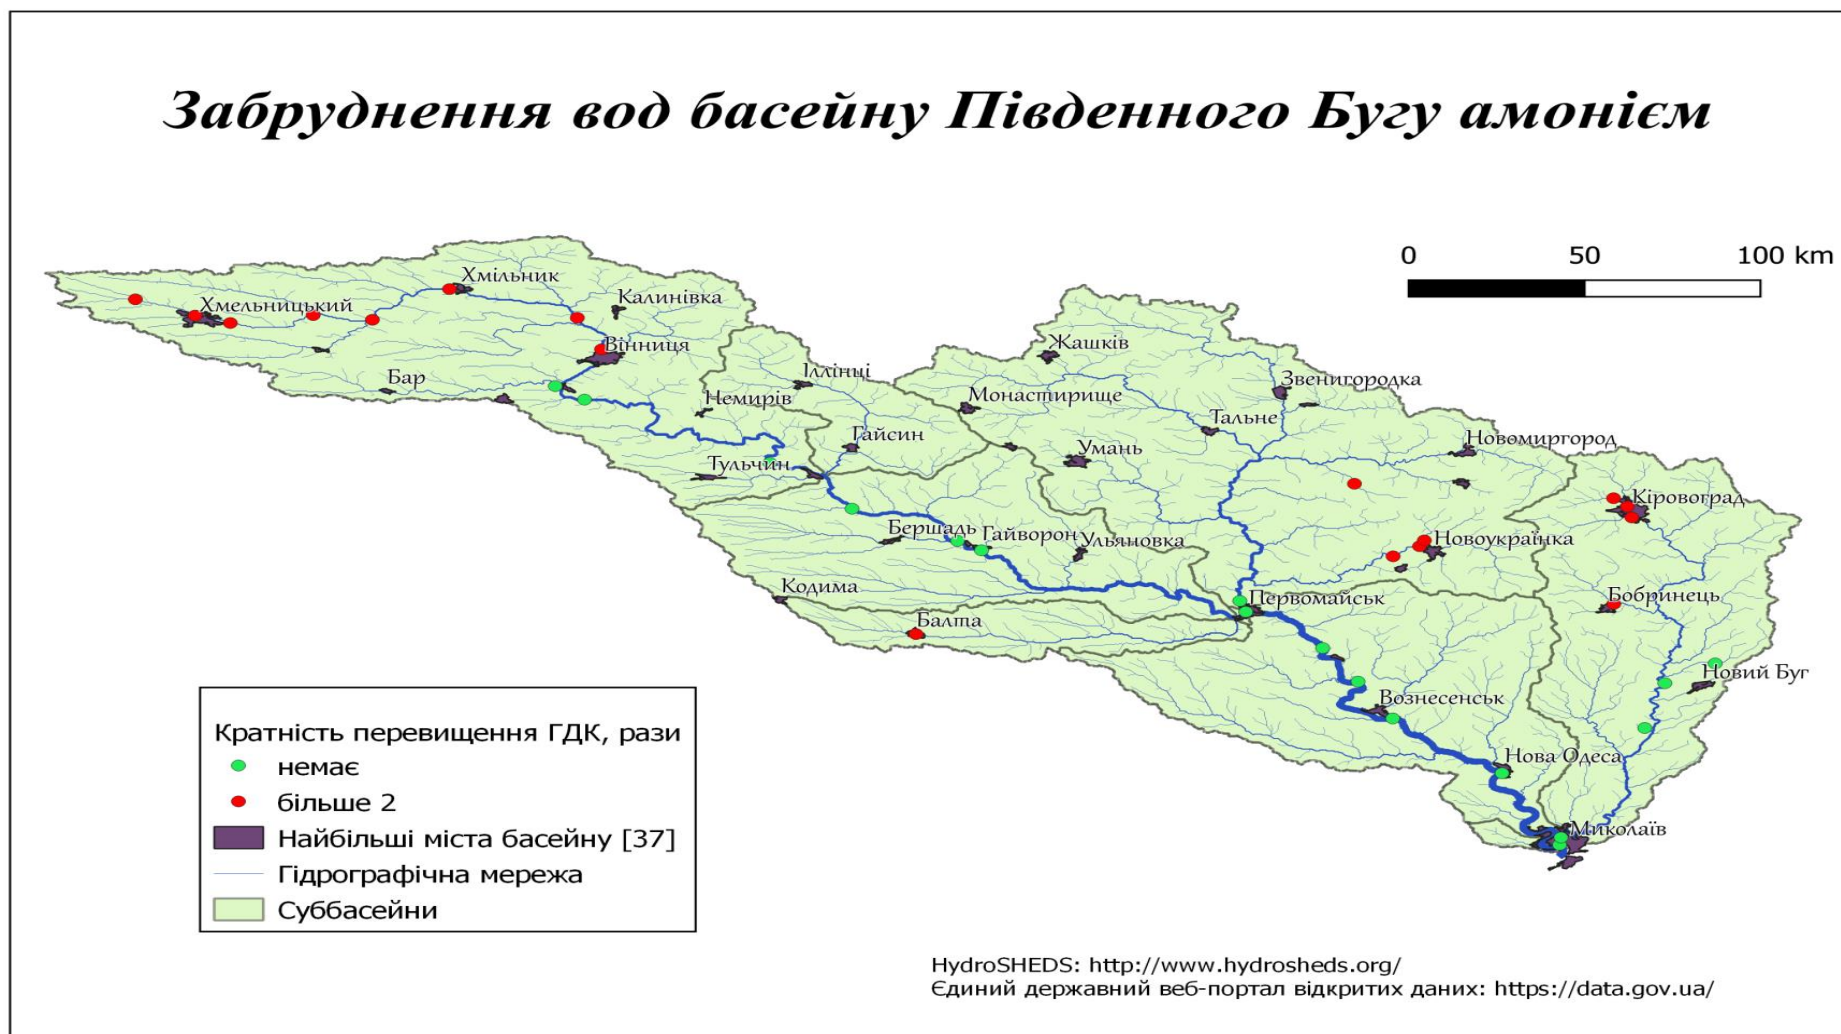 Забруднення вод басейну Південного Бугу амонієм
0 50 100 km
Хмільник
Хмельницький
Калинівка
Вінниця
Жашків
Бар
Іллінці
Звенигородка
Немирів
Монастирище
Тальне
Гайсин
Умань
Новомиргород
Тульчин
Кіровоград
Бершадь
Гайворон
Ульяновка
Новоукраїнка
Кодима
Первомайськ
Бобринець
Балта
Новий Буг
Вознесенськ
Нова Одеса
Миколаїв
Кратність перевищення ГДК, рази
немає
більше 2
Найбільші міста басейну [37]
Гідрографічна мережа
Суббасейни
HydroSHEDS: http://www.hydrosheds.org/
Єдиний державний веб-портал відкритих даних: https://data.gov.ua/